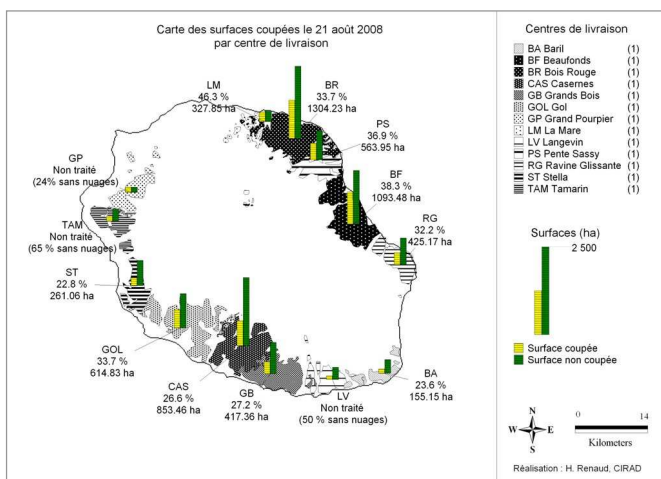 Carte des surfaces coupées le 21 août 2008
par centre de livraison
LM
46.3 %
327.85 ha
BR
33.7 %
1304.23 ha
PS
36.9 %
563.95 ha
GP
Non traité
(24% sans nuages)
BF
38.3 %
1093.48 ha
TAM
Non traité
(65 % sans nuages)
RG
32.2 %
425.17 ha
ST
22.8 %
261.06 ha
GOL
33.7 %
614.83 ha
CAS
26.6 %
853.46 ha
GB
27.2 %
417.36 ha
LV
Non traité
(50 % sans nuages)
BA
23.6 %
155.15 ha
Centres de livraison
BA Baril (1)
BF Beaufonds (1)
BR Bois Rouge (1)
CAS Casernes (1)
GB Grands Bois (1)
GOL Gol (1)
GP Grand Pourpier (1)
LM La Mare (1)
LV Langevin (1)
PS Pente Sassy (1)
RG Ravine Glissante (1)
ST Stella (1)
TAM Tamarin (1)
Surfaces (ha)
2 500
Surface coupée
Surface non coupée
N
W E
S
0 14
Kilometers
Réalisation : H. Renaud, CIRAD